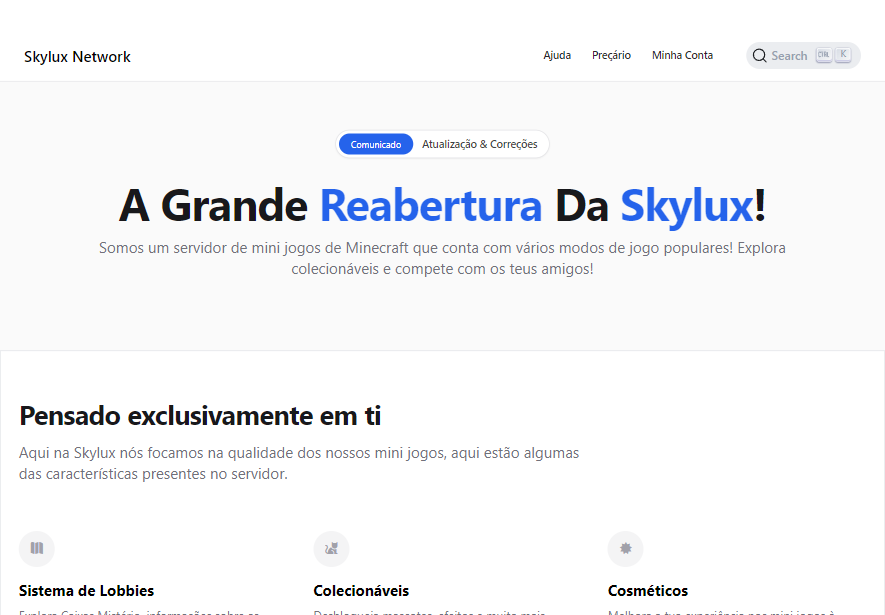 Skylux Network
Ajuda Preçário Minha Conta Search CTRL K
Comunicado Atualização & Correções
A Grande Reabertura Da Skylux!
Somos um servidor de mini jogos de Minecraft que conta com vários modos de jogo populares! Explora
colecionáveis e compete com os teus amigos!
Pensado exclusivamente em ti
Aqui na Skylux nós focamos na qualidade dos nossos mini jogos, aqui estão algumas
das características presentes no servidor.
Sistema de Lobbies
Colecionáveis
Cosméticos